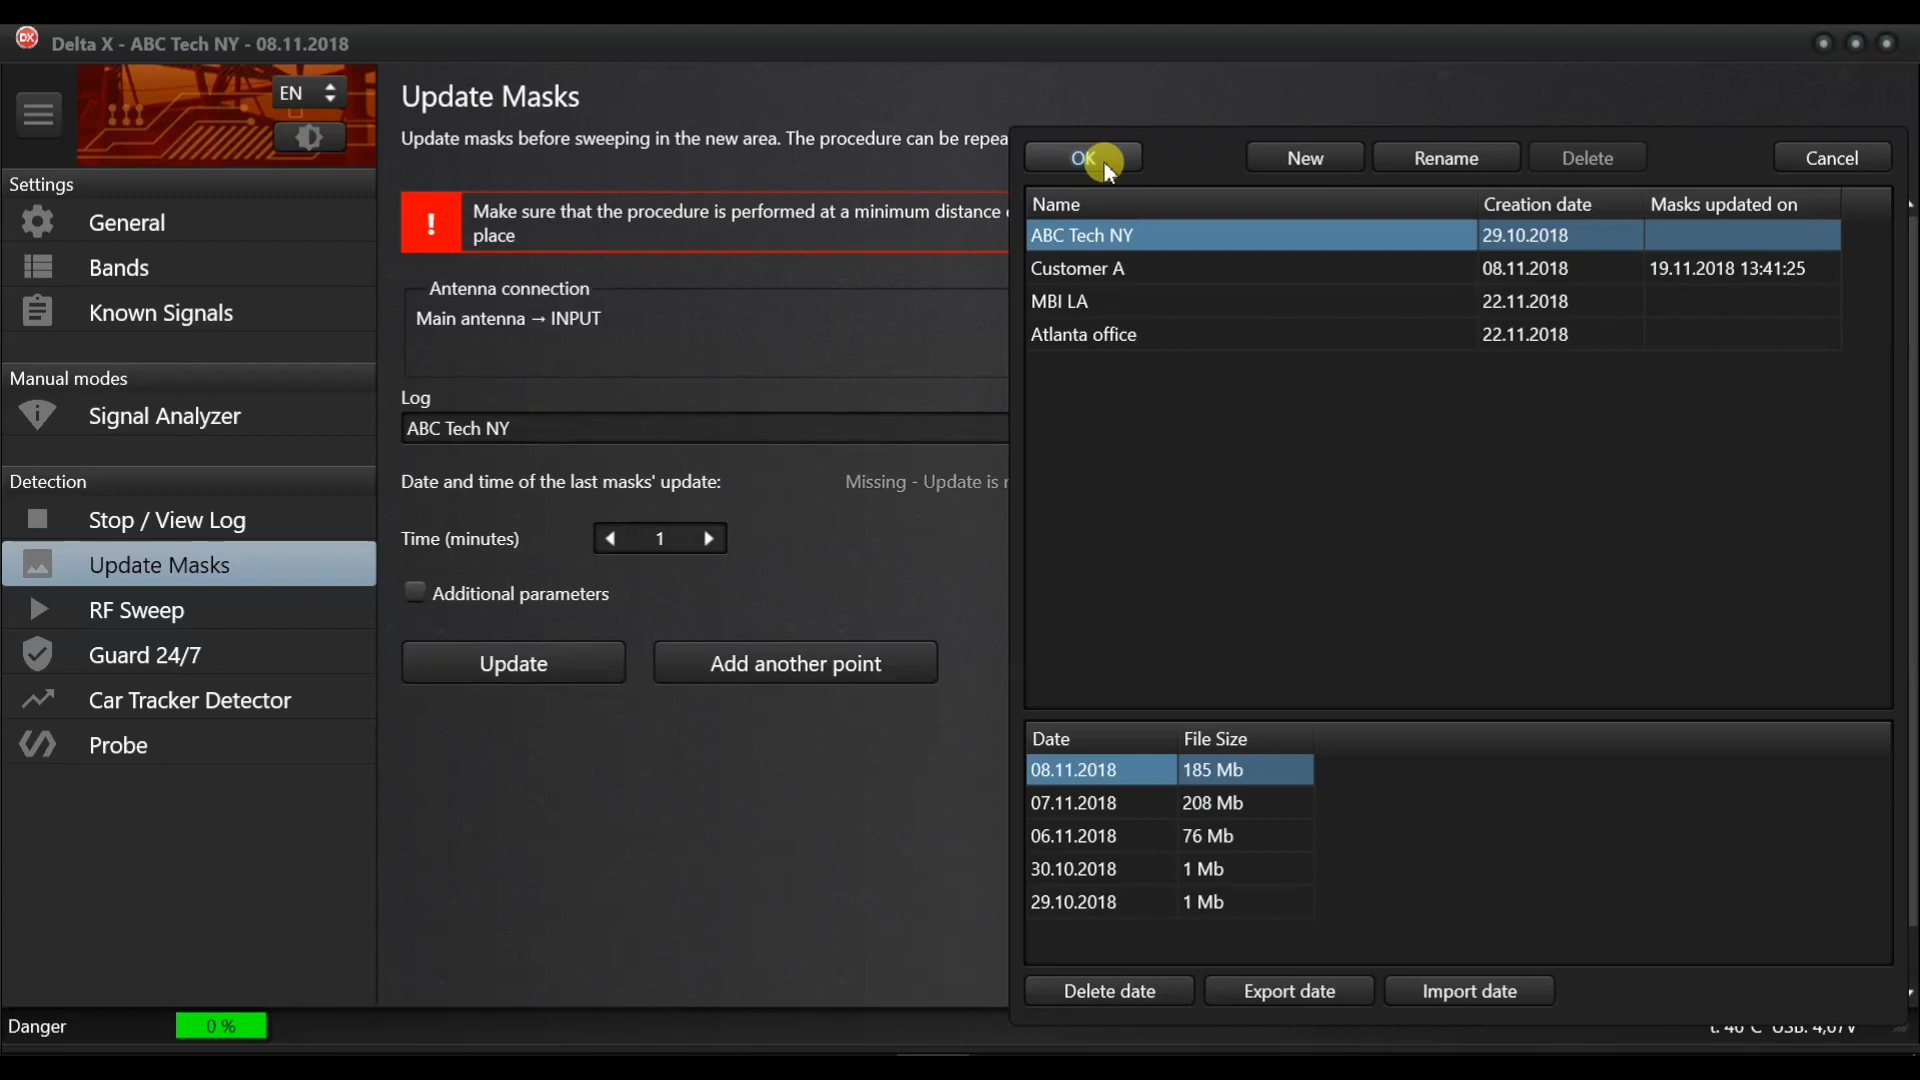 DX
Delta X - ABC Tech NY - 08.11.2018
EN
Settings
General
Bands
Known Signals
Manual modes
Signal Analyzer
Detection
Stop / View Log
Update Masks
RF Sweep
Guard 24/7
Car Tracker Detector
Probe
Danger
0 %
Update Masks
Update masks before sweeping in the new area. The procedure can be repea
!
Make sure that the procedure is performed at a minimum distance
place
Antenna connection
Main antenna → INPUT
Log
ABC Tech NY
Date and time of the last masks' update: Missing - Update is
Time (minutes) 1
Additional parameters
Update Add another point
OK New Rename Delete Cancel
Name Creation date Masks updated on
ABC Tech NY 29.10.2018
Customer A 08.11.2018 19.11.2018 13:41:25
MBI LA 22.11.2018
Atlanta office 22.11.2018
Date File Size
08.11.2018 185 Mb
07.11.2018 208 Mb
06.11.2018 76 Mb
30.10.2018 1 Mb
29.10.2018 1 Mb
Delete date Export date Import date